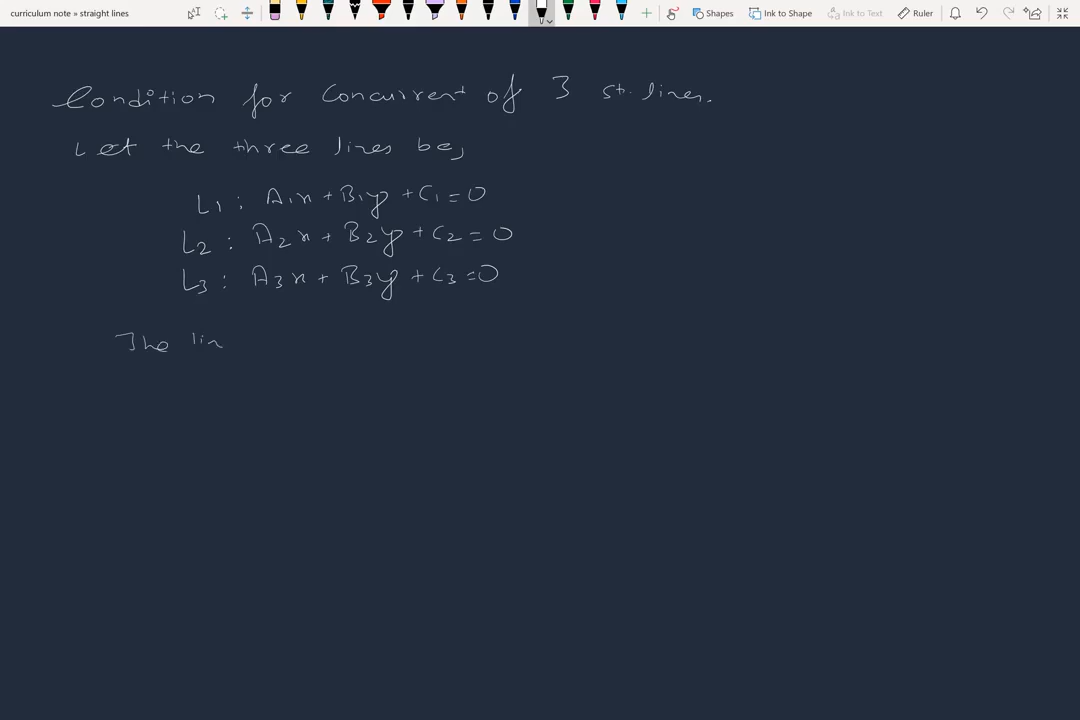 curriculum note » straight lines
Shapes Ink to Shape Ink to Text Ruler
Condition for concurrent of 3 st. lines.
Let the three lines be,
L1 : A1x + B1y + C1 = 0
L2 : A2x + B2y + C2 = 0
L3 : A3x + B3y + C3 = 0
The lin